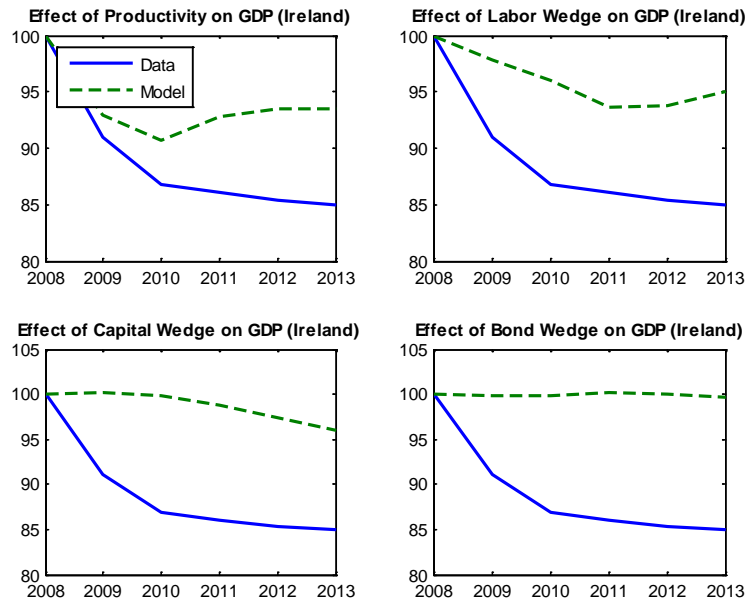 Effect of Productivity on GDP (Ireland)
100
95
90
85
80
2008 2009 2010 2011 2012 2013
Data
Model
Effect of Labor Wedge on GDP (Ireland)
100
95
90
85
80
2008 2009 2010 2011 2012 2013
Effect of Capital Wedge on GDP (Ireland)
105
100
95
90
85
80
2008 2009 2010 2011 2012 2013
Effect of Bond Wedge on GDP (Ireland)
105
100
95
90
85
80
2008 2009 2010 2011 2012 2013